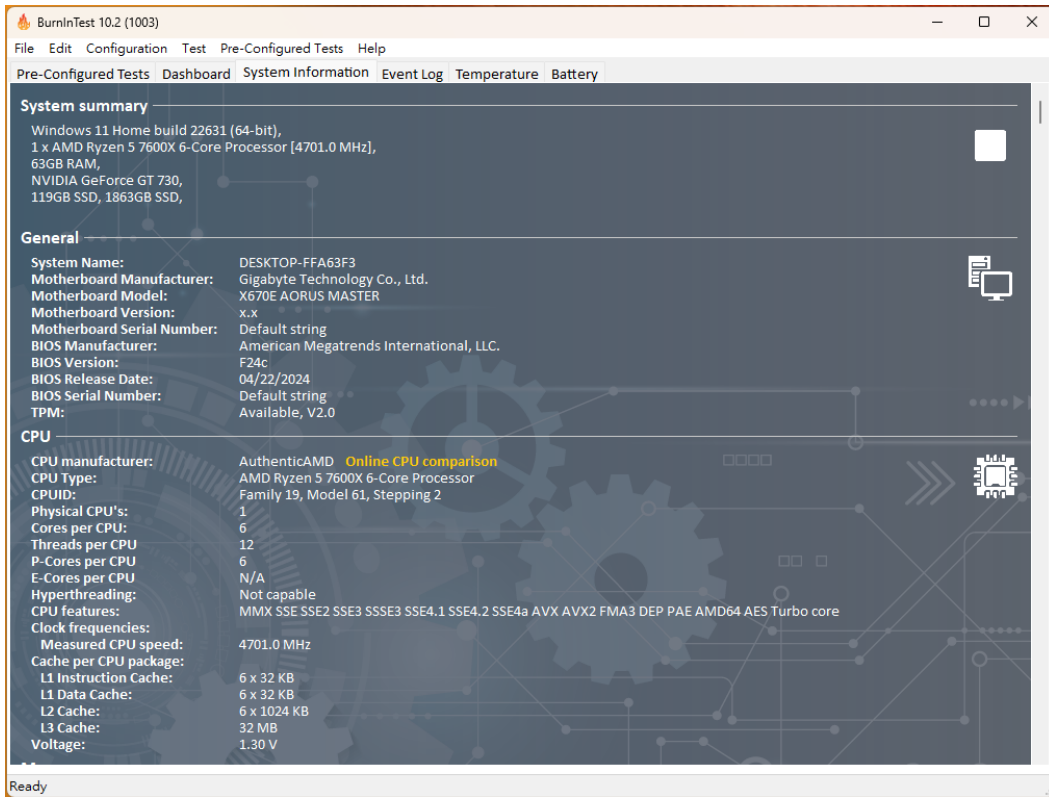 BurnInTest 10.2 (1003)
File Edit Configuration Test Pre-Configured Tests Help
Pre-Configured Tests Dashboard System Information Event Log Temperature Battery
System summary
Windows 11 Home build 22631 (64-bit),
1 x AMD Ryzen 5 7600X 6-Core Processor [4701.0 MHz],
63GB RAM,
NVIDIA GeForce GT 730,
119GB SSD, 1863GB SSD,
General
System Name: DESKTOP-FFA63F3
Motherboard Manufacturer: Gigabyte Technology Co., Ltd.
Motherboard Model: X670E AORUS MASTER
Motherboard Version: x.x
Motherboard Serial Number: Default string
BIOS Manufacturer: American Megatrends International, LLC.
BIOS Version: F24c
BIOS Release Date: 04/22/2024
BIOS Serial Number: Default string
TPM: Available, V2.0
CPU
CPU manufacturer: AuthenticAMD Online CPU comparison
CPU Type: AMD Ryzen 5 7600X 6-Core Processor
CPUID: Family 19, Model 61, Stepping 2
Physical CPU's: 1
Cores per CPU: 6
Threads per CPU 12
P-Cores per CPU 6
E-Cores per CPU N/A
Hyperthreading: Not capable
CPU features: MMX SSE SSE2 SSE3 SSSE3 SSE4.1 SSE4.2 SSE4a AVX AVX2 FMA3 DEP PAE AMD64 AES Turbo core
Clock frequencies:
Measured CPU speed: 4701.0 MHz
Cache per CPU package:
L1 Instruction Cache: 6 x 32 KB
L1 Data Cache: 6 x 32 KB
L2 Cache: 6 x 1024 KB
L3 Cache: 32 MB
Voltage: 1.30 V
Ready